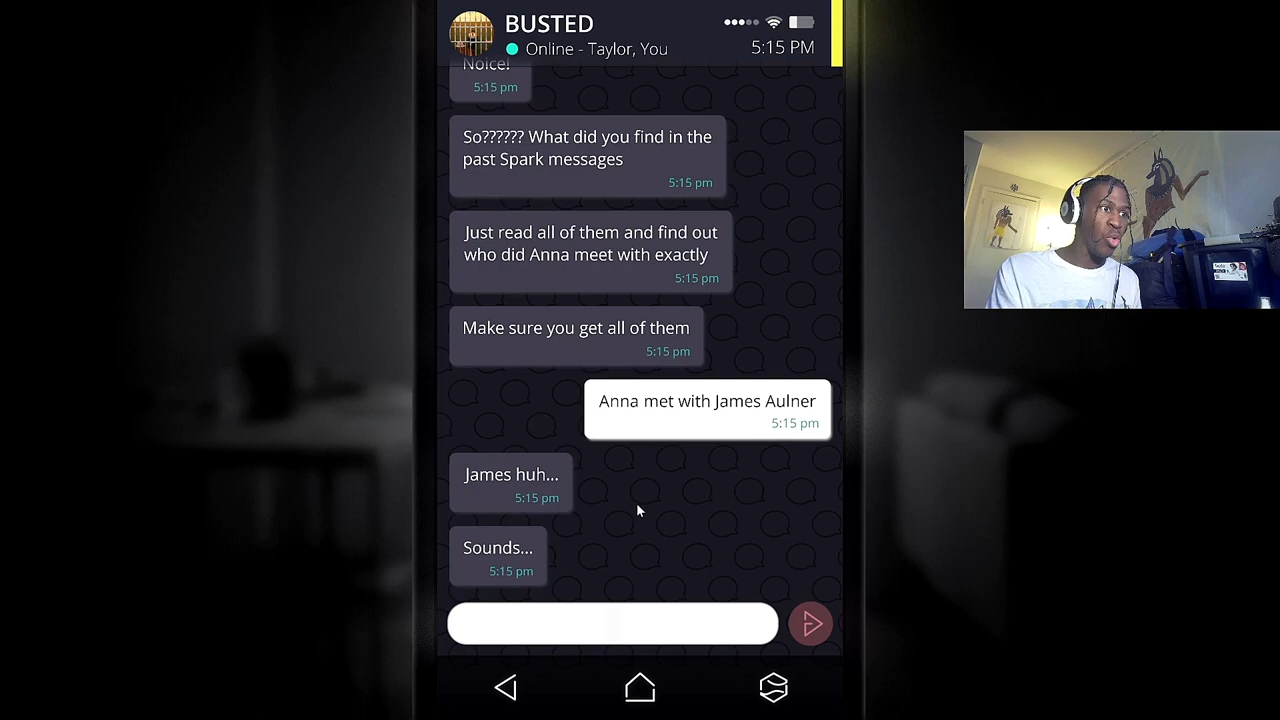 BUSTED
Online - Taylor, You
5:15 PM
Noice!
5:15 pm
So?????? What did you find in the
past Spark messages
5:15 pm
Just read all of them and find out
who did Anna meet with exactly
5:15 pm
Make sure you get all of them
5:15 pm
Anna met with James Aulner
5:15 pm
James huh...
5:15 pm
Sounds...
5:15 pm